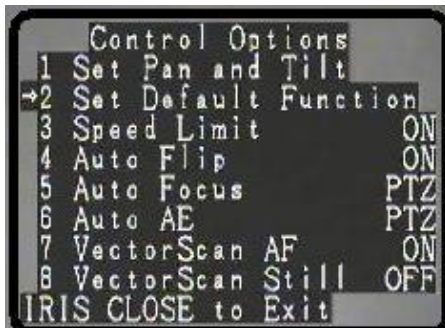 Control Options
1 Set Pan and Tilt
→2 Set Default Function
3 Speed Limit ON
4 Auto Flip ON
5 Auto Focus PTZ
6 Auto AE PTZ
7 VectorScan AF ON
8 VectorScan Still OFF
IRIS CLOSE to Exit